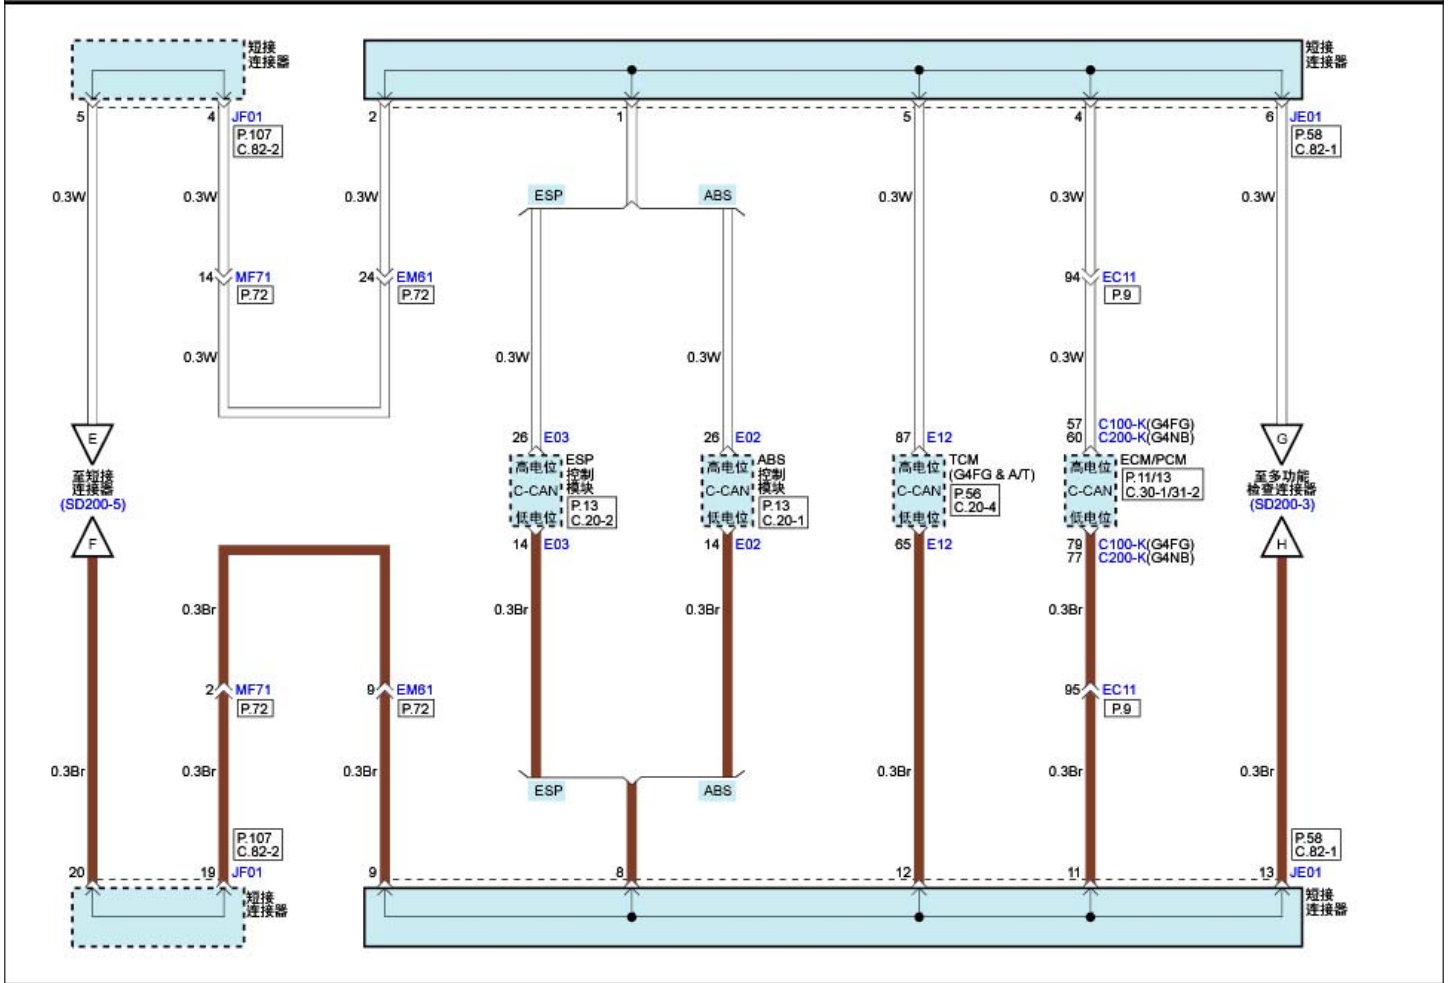 短接
连接器
短接
连接器
5
4
JF01
P.107
C.82-2
2
1
5
4
6
JE01
P.58
C.82-1
0.3W
0.3W
0.3W
ESP
ABS
0.3W
0.3W
0.3W
14
MF71
P.72
24
EM61
P.72
94
EC11
P.9
0.3W
0.3W
0.3W
26
E03
26
E02
87
E12
57
C100-K(G4FG)
60
C200-K(G4NB)
E
至短接
连接器
(SD200-5)
F
高电位
C-CAN
低电位
ESP
控制
模块
P.13
C.20-2
高电位
C-CAN
低电位
ABS
控制
模块
P.13
C.20-1
高电位
C-CAN
低电位
TCM
(G4FG & A/T)
P.56
C.20-4
高电位
C-CAN
低电位
ECM/PCM
P.11/13
C.30-1/31-2
G
至多功能
检查连接器
(SD200-3)
H
14
E03
14
E02
65
E12
79
C100-K(G4FG)
77
C200-K(G4NB)
0.3Br
0.3Br
0.3Br
0.3Br
2
MF71
P.72
9
EM61
P.72
95
EC11
P.9
0.3Br
0.3Br
0.3Br
ESP
ABS
0.3Br
0.3Br
0.3Br
P.107
C.82-2
P.58
C.82-1
20
19
JF01
9
8
12
11
13
JE01
短接
连接器
短接
连接器